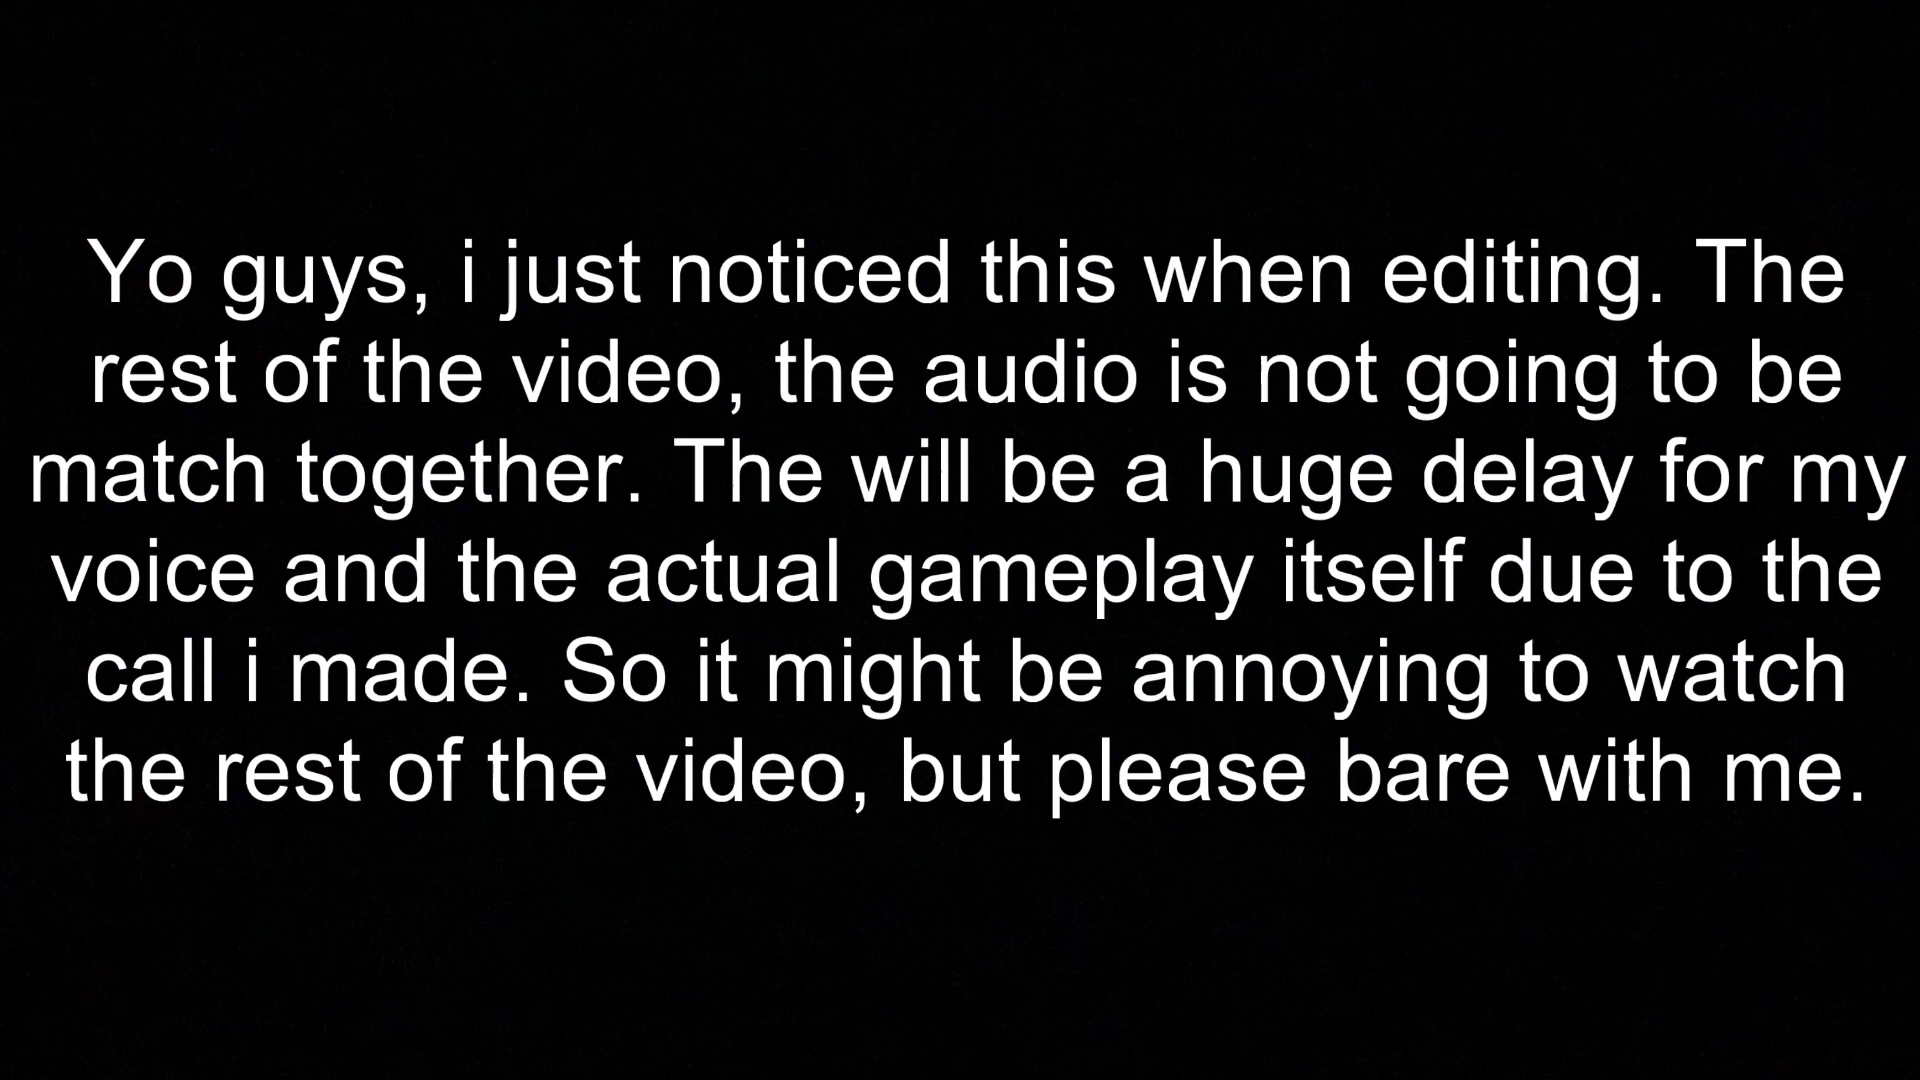 Yo guys, i just noticed this when editing. The
rest of the video, the audio is not going to be
match together. The will be a huge delay for my
voice and the actual gameplay itself due to the
call i made. So it might be annoying to watch
the rest of the video, but please bare with me.